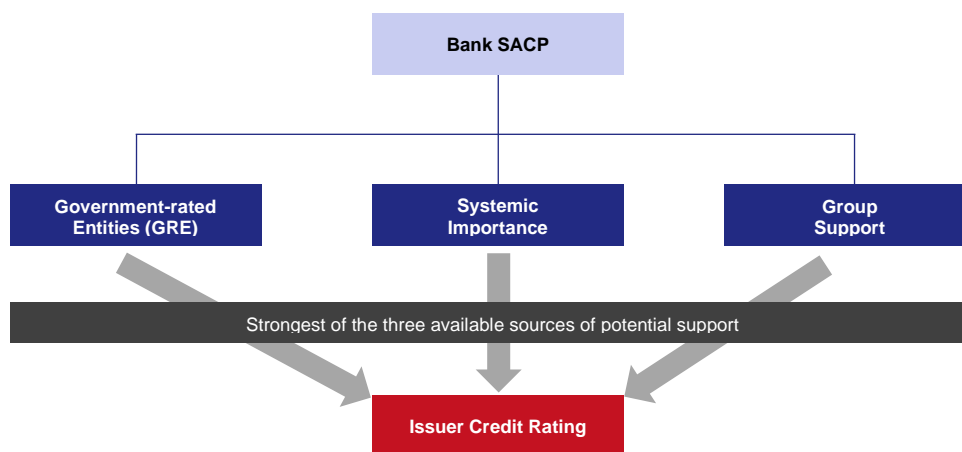 Bank SACP
Government-rated
Entities (GRE)
Systemic
Importance
Group
Support
Strongest of the three available sources of potential support
Issuer Credit Rating